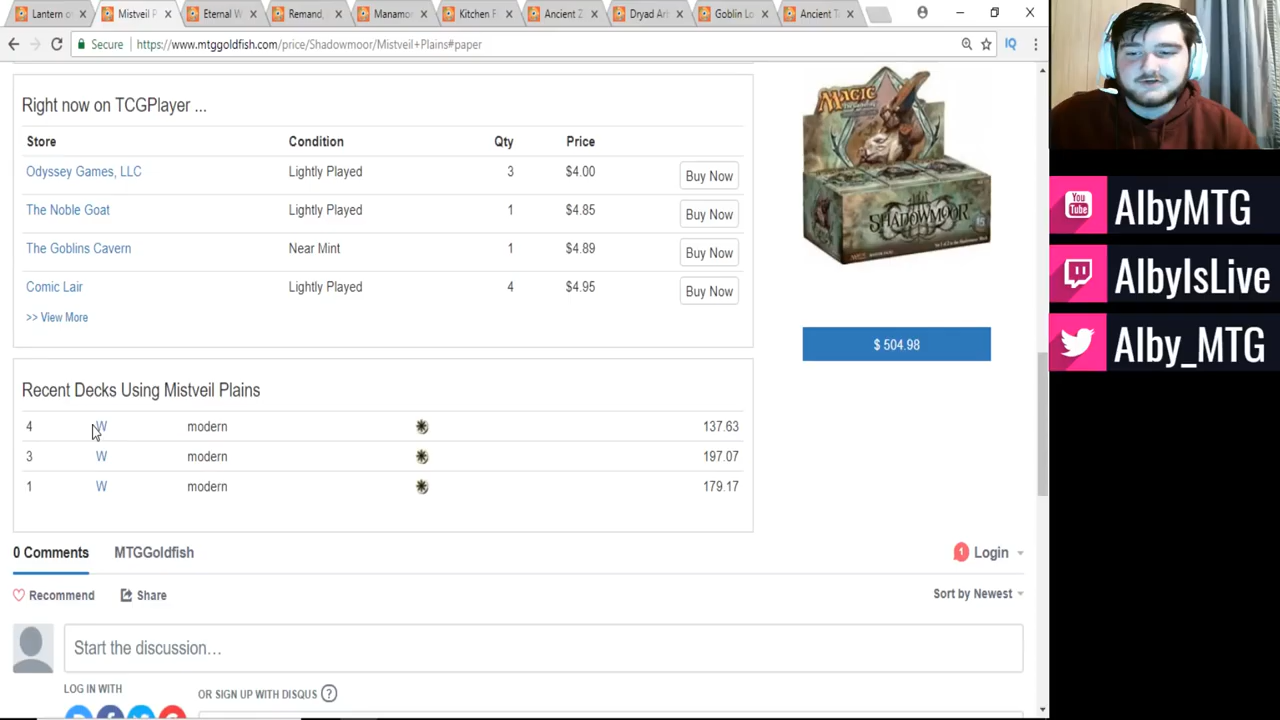 Lantern o
Mistveil P
Eternal W
Remand,
Manamor
Kitchen F
Ancient Z
Dryad Ar
Goblin Lo
Ancient T
Secure
https://www.mtggoldfish.com/price/Shadowmoor/Mistveil+Plains#paper
IQ
Right now on TCGPlayer ...
Store Condition Qty Price
Odyssey Games, LLC Lightly Played 3 $4.00 Buy Now
The Noble Goat Lightly Played 1 $4.85 Buy Now
The Goblins Cavern Near Mint 1 $4.89 Buy Now
Comic Lair Lightly Played 4 $4.95 Buy Now
>> View More
MAGIC
SHADOWMOOR
$ 504.98
Recent Decks Using Mistveil Plains
4 W modern 137.63
3 W modern 197.07
1 W modern 179.17
0 Comments MTGGoldfish 1 Login
Recommend Share Sort by Newest
Start the discussion…
LOG IN WITH
OR SIGN UP WITH DISQUS ?
You Tube AlbyMTG
AlbyIsLive
Alby_MTG